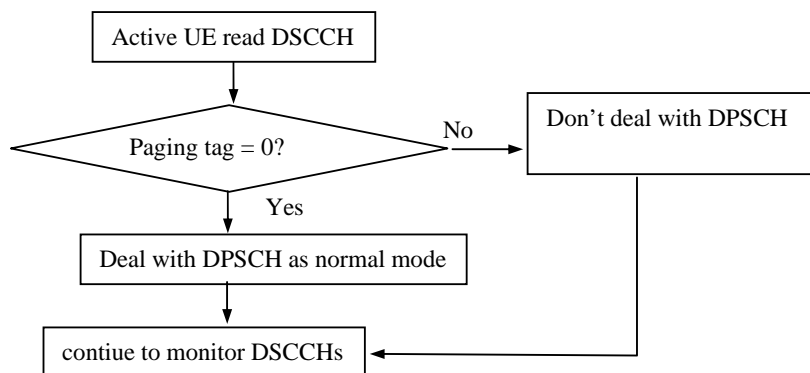 Active UE read DSCCH
Paging tag = 0?
No
Don't deal with DPSCH
Yes
Deal with DPSCH as normal mode
contiue to monitor DSCCHs